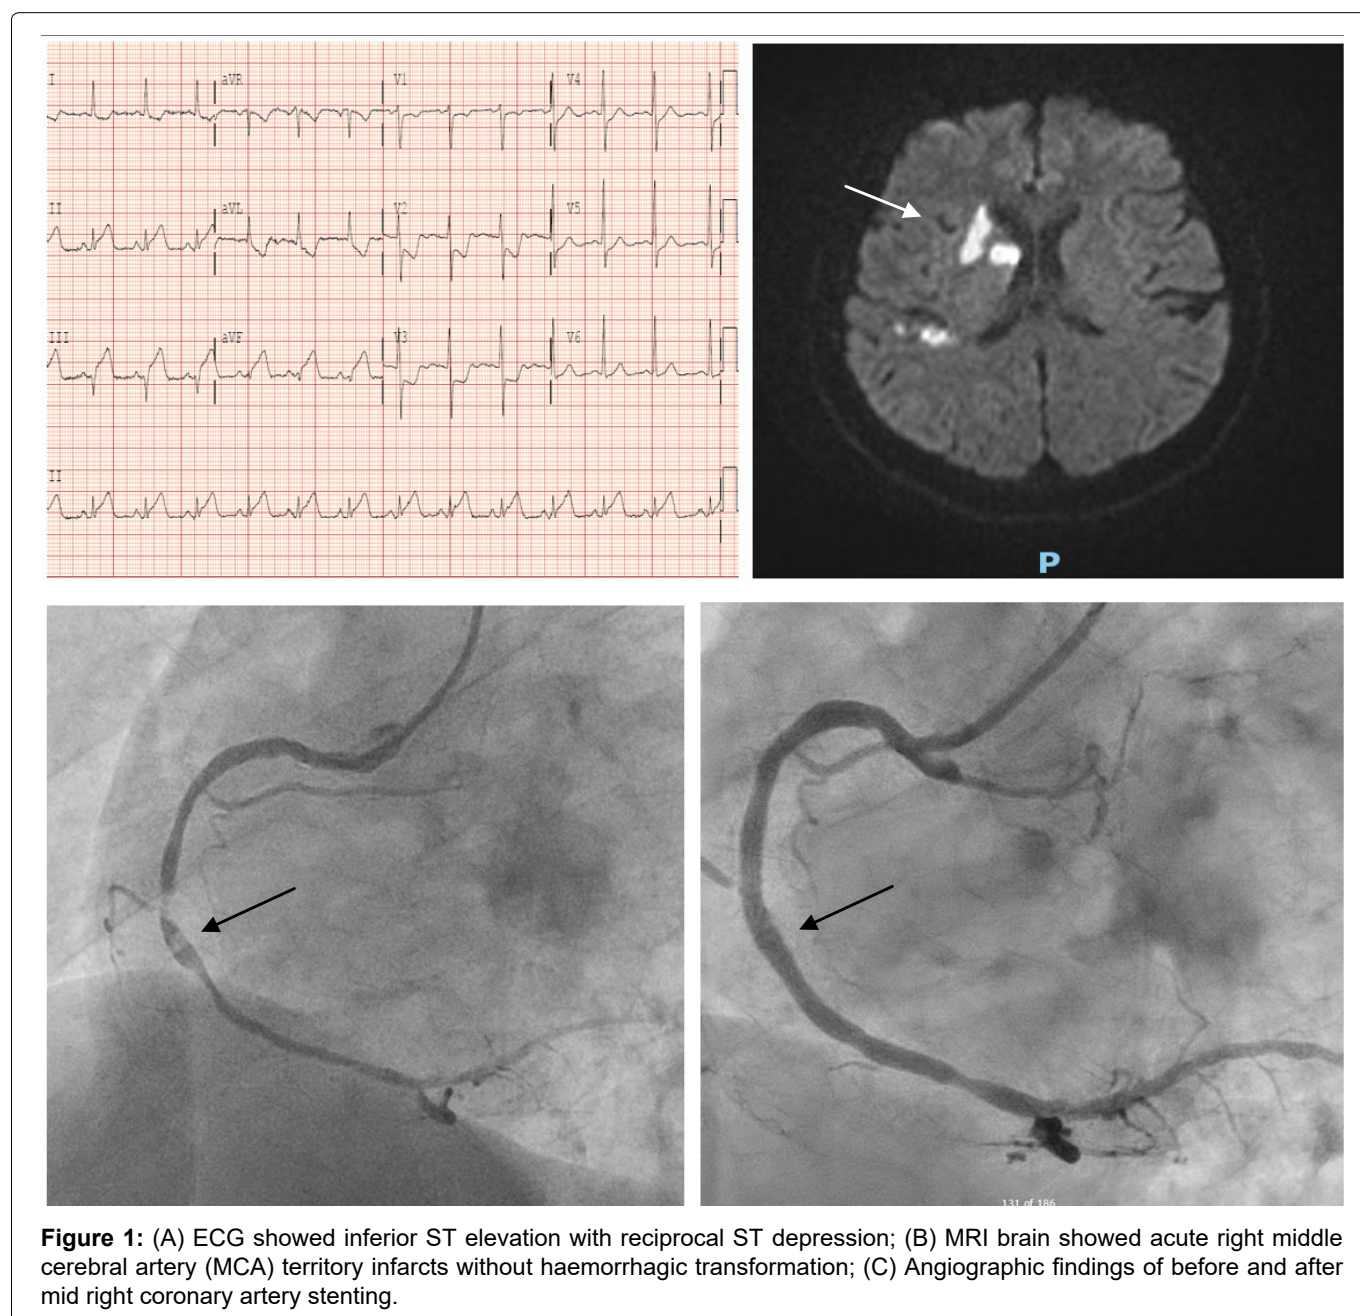 I aVR V1 V4
II aVL V2 V5
III aVF V3 V6
II
P
131 of 186
Figure 1: (A) ECG showed inferior ST elevation with reciprocal ST depression; (B) MRI brain showed acute right middle
cerebral artery (MCA) territory infarcts without haemorrhagic transformation; (C) Angiographic findings of before and after
mid right coronary artery stenting.